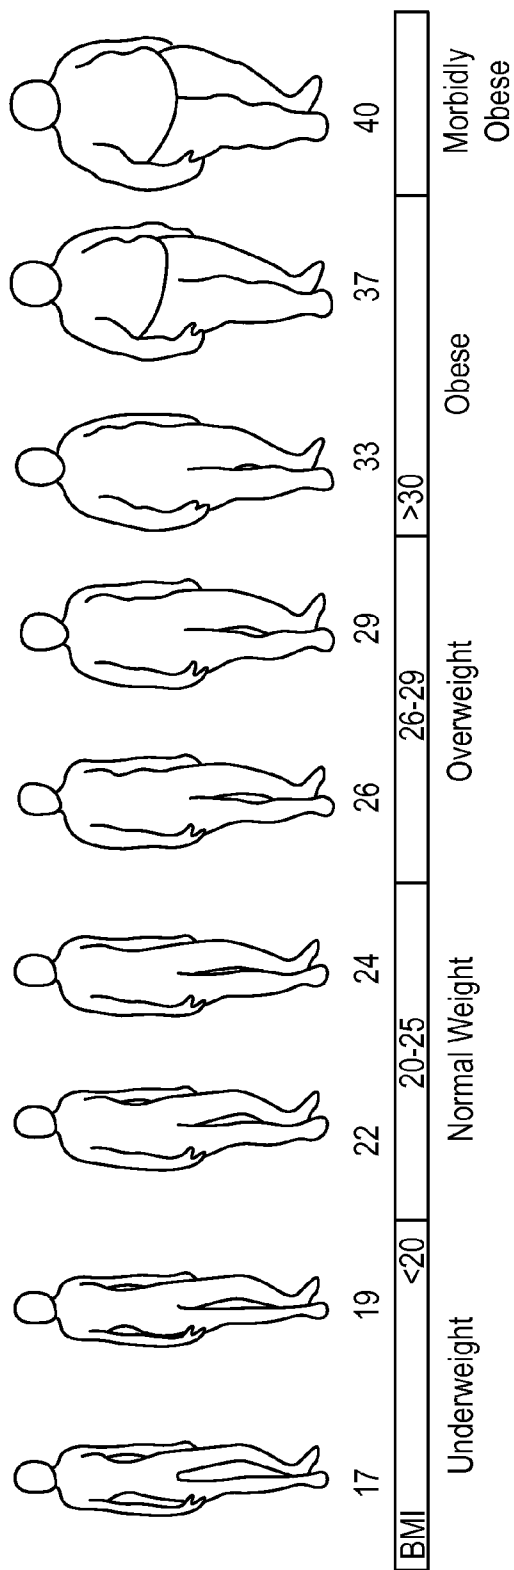 17 19 22 24 26 29 33 37 40
BMI <20 20-25 26-29 >30
Underweight Normal Weight Overweight Obese Morbidly
Obese